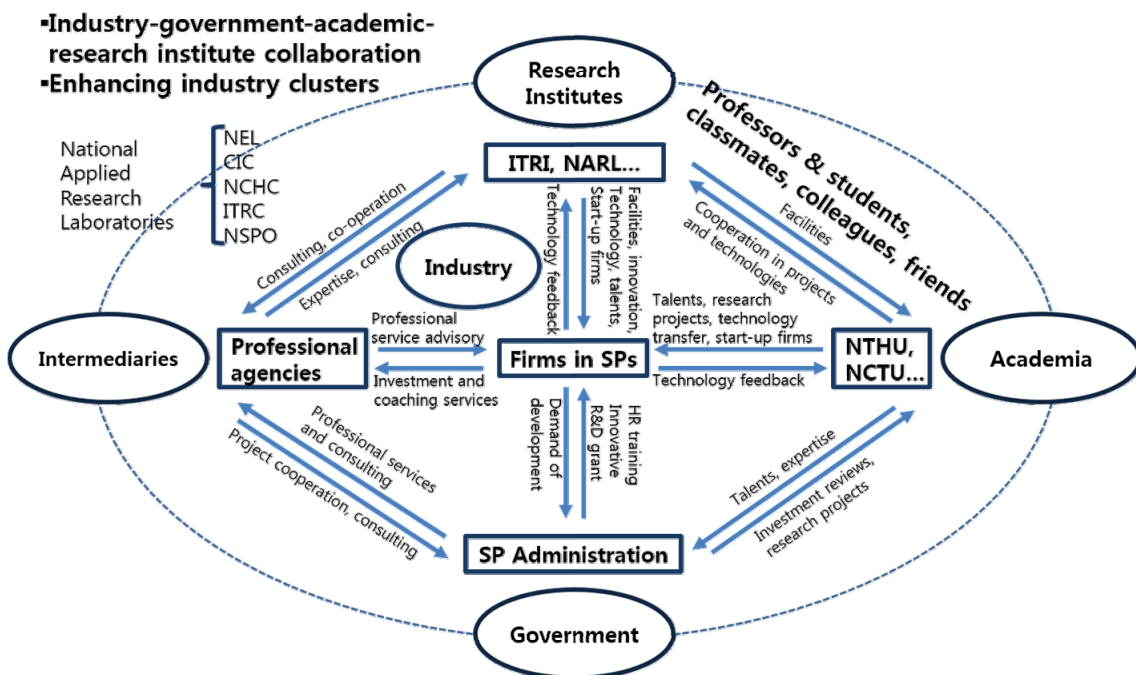 ▪Industry-government-academic-
research institute collaboration
▪Enhancing industry clusters
Research
Institutes
Professors & students,
classmates, colleagues, friends
National
Applied
Research
Laboratories
NEL
CIC
NCHC
ITRC
NSPO
ITRI, NARL...
Consulting, co-operation
Expertise, consulting
Industry
Technology feedback
Facilities, innovation,
Technology, talents,
Start-up firms
Facilities
Cooperation in projects
and technologies
Intermediaries
Professional
agencies
Professional
service advisory
Investment and
coaching services
Firms in SPs
Talents, research
projects, technology
transfer, start-up firms
Technology feedback
NTHU,
NCTU...
Academia
Professional services
and consulting
Project cooperation, consulting
Demand of
development
HR training
Innovative
R&D grant
Talents, expertise
Investment reviews,
research projects
SP Administration
Government